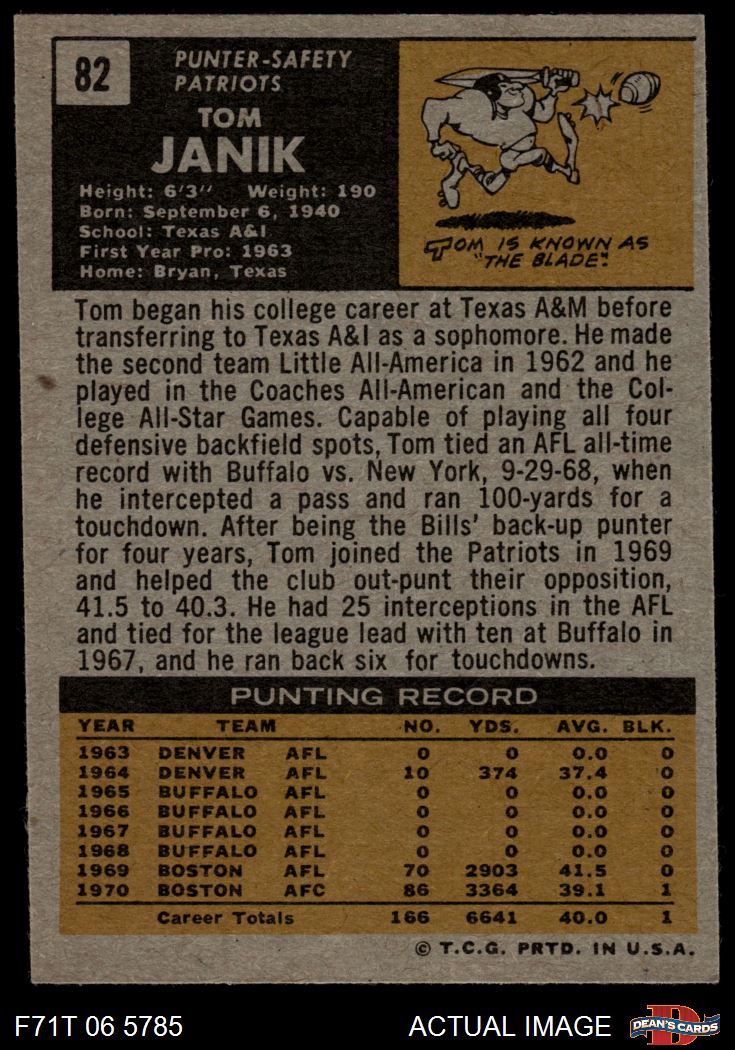 82
PUNTER-SAFETY
PATRIOTS
TOM
JANIK
Height: 6'3" Weight: 190
Born: September 6, 1940
School: Texas A&I
First Year Pro: 1963
Home: Bryan, Texas
TOM IS KNOWN AS
"THE BLADE".
Tom began his college career at Texas A&M before
transferring to Texas A&I as a sophomore. He made
the second team Little All-America in 1962 and he
played in the Coaches All-American and the Col-
lege All-Star Games. Capable of playing all four
defensive backfield spots, Tom tied an AFL all-time
record with Buffalo vs. New York, 9-29-68, when
he intercepted a pass and ran 100-yards for a
touchdown. After being the Bills' back-up punter
for four years, Tom joined the Patriots in 1969
and helped the club out-punt their opposition,
41.5 to 40.3. He had 25 interceptions in the AFL
and tied for the league lead with ten at Buffalo in
1967, and he ran back six for touchdowns.
PUNTING RECORD
YEAR TEAM NO. YDS. AVG. BLK.
1963 DENVER AFL 0 0 0.0 0
1964 DENVER AFL 10 374 37.4 0
1965 BUFFALO AFL 0 0 0.0 0
1966 BUFFALO AFL 0 0 0.0 0
1967 BUFFALO AFL 0 0 0.0 0
1968 BUFFALO AFL 0 0 0.0 0
1969 BOSTON AFL 70 2903 41.5 0
1970 BOSTON AFC 86 3364 39.1 1
Career Totals 166 6641 40.0 1
© T.C.G. PRTD. IN U.S.A.
F71T 06 5785 ACTUAL IMAGE
D
DEAN'S CARDS